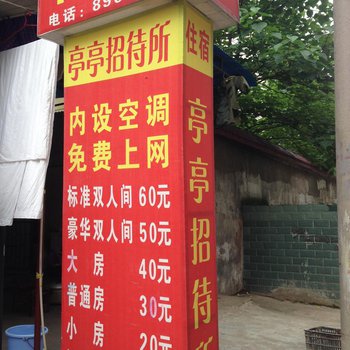 电话：898
亭亭招待所
内设空调
免费上网
标准双人间 60元
豪华双人间 50元
大房 40元
普通房 30元
小房 20元
住宿
亭亭招待所